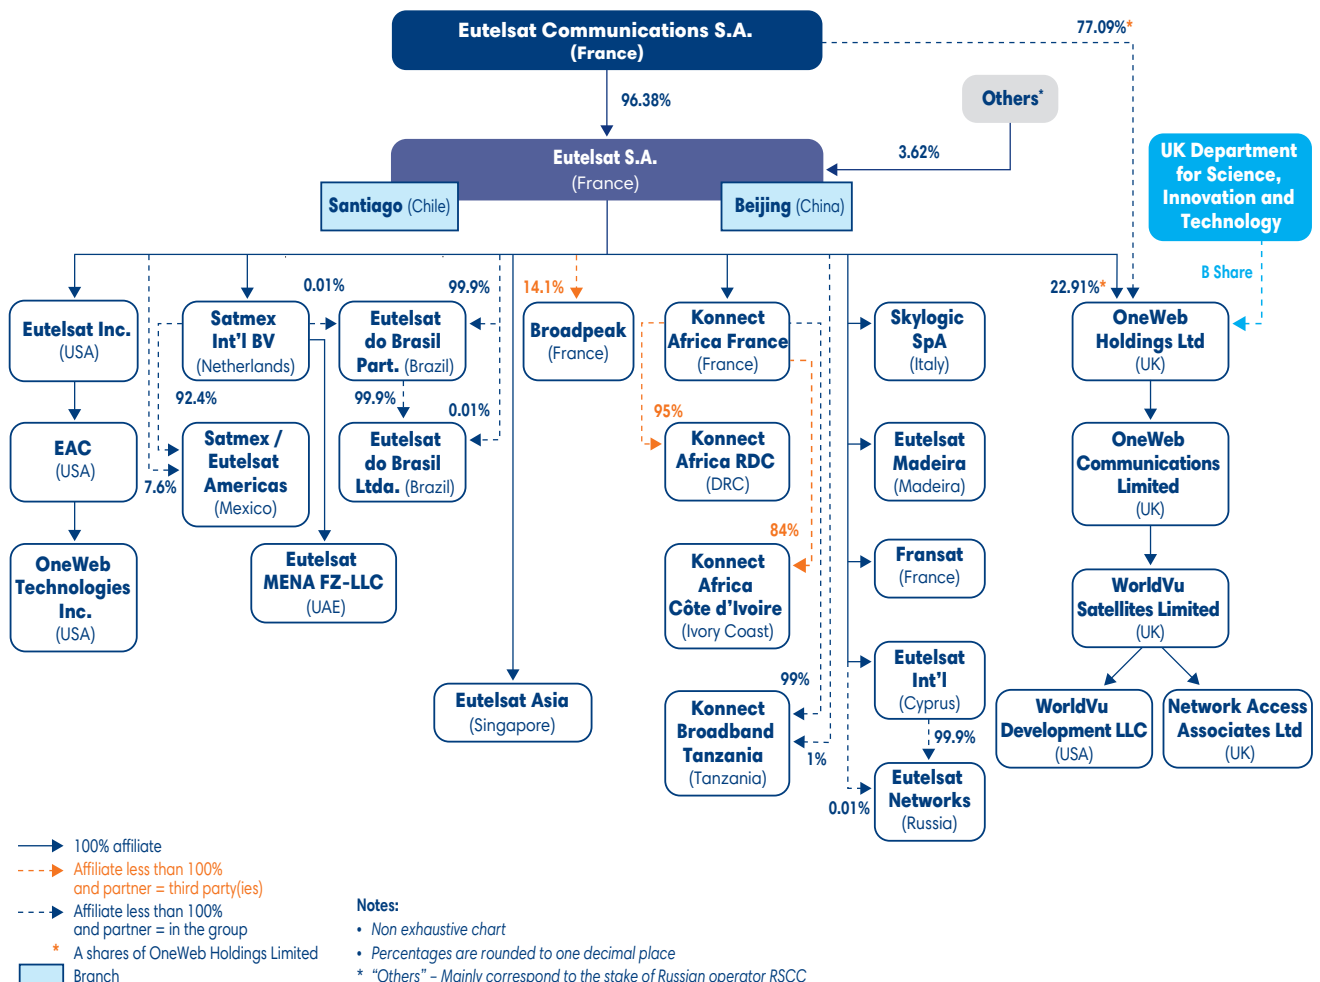 Eutelsat Communications S.A.
(France)
77.09%*
96.38%
Others*
3.62%
Eutelsat S.A.
(France)
Santiago (Chile)
Beijing (China)
UK Department
for Science,
Innovation and
Technology
B Share
0.01%
99.9%
14.1%
22.91%*
Eutelsat Inc.
(USA)
Satmex
Int'l BV
(Netherlands)
Eutelsat
do Brasil
Part. (Brazil)
Broadpeak
(France)
Konnect
Africa France
(France)
Skylogic
SpA
(Italy)
OneWeb
Holdings Ltd
(UK)
92.4%
99.9%
0.01%
95%
EAC
(USA)
Satmex /
Eutelsat
Americas
(Mexico)
7.6%
Eutelsat
do Brasil
Ltda. (Brazil)
Konnect
Africa RDC
(DRC)
Eutelsat
Madeira
(Madeira)
OneWeb
Communications
Limited
(UK)
84%
OneWeb
Technologies
Inc.
(USA)
Eutelsat
MENA FZ-LLC
(UAE)
Konnect
Africa
Côte d'Ivoire
(Ivory Coast)
Fransat
(France)
WorldVu
Satellites Limited
(UK)
Eutelsat Asia
(Singapore)
99%
Konnect
Broadband
Tanzania
(Tanzania)
1%
Eutelsat
Int'l
(Cyprus)
99.9%
0.01%
Eutelsat
Networks
(Russia)
WorldVu
Development LLC
(USA)
Network Access
Associates Ltd
(UK)
100% affiliate
Affiliate less than 100%
and partner = third party(ies)
Affiliate less than 100%
and partner = in the group
* A shares of OneWeb Holdings Limited
Branch
Notes:
• Non exhaustive chart
• Percentages are rounded to one decimal place
* "Others" – Mainly correspond to the stake of Russian operator RSCC